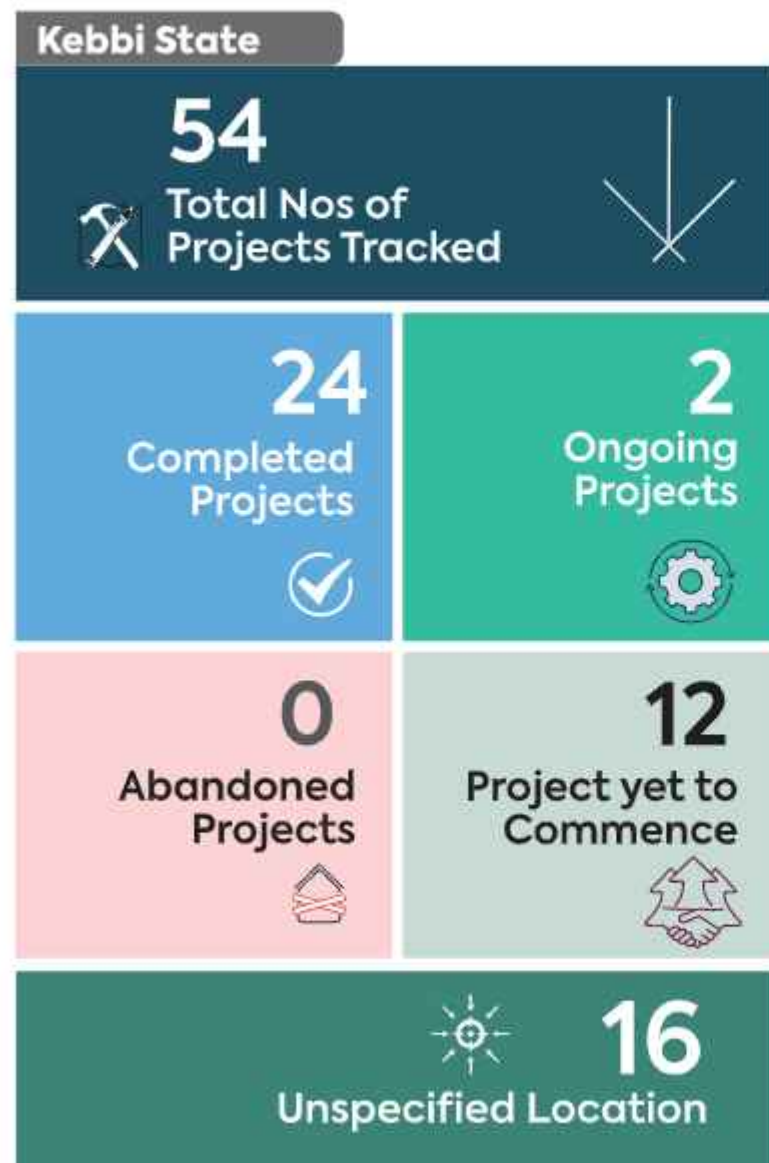 Kebbi State
54
Total Nos of
Projects Tracked
24
Completed
Projects
2
Ongoing
Projects
0
Abandoned
Projects
12
Project yet to
Commence
16
Unspecified Location